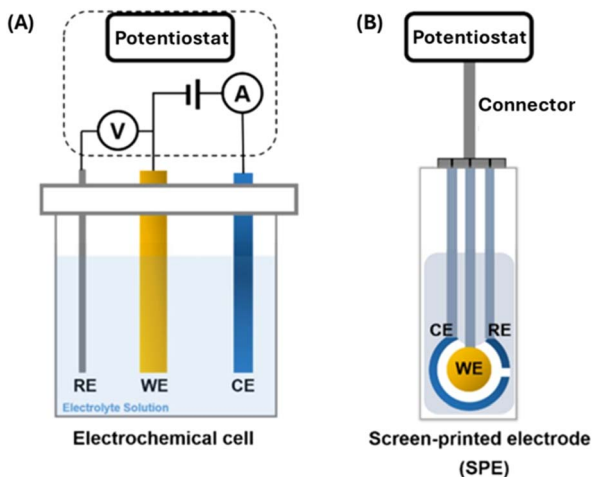 (A)
Potentiostat
A
V
RE WE CE
Electrolyte Solution
Electrochemical cell
(B)
Potentiostat
Connector
CE RE
WE
Screen-printed electrode
(SPE)